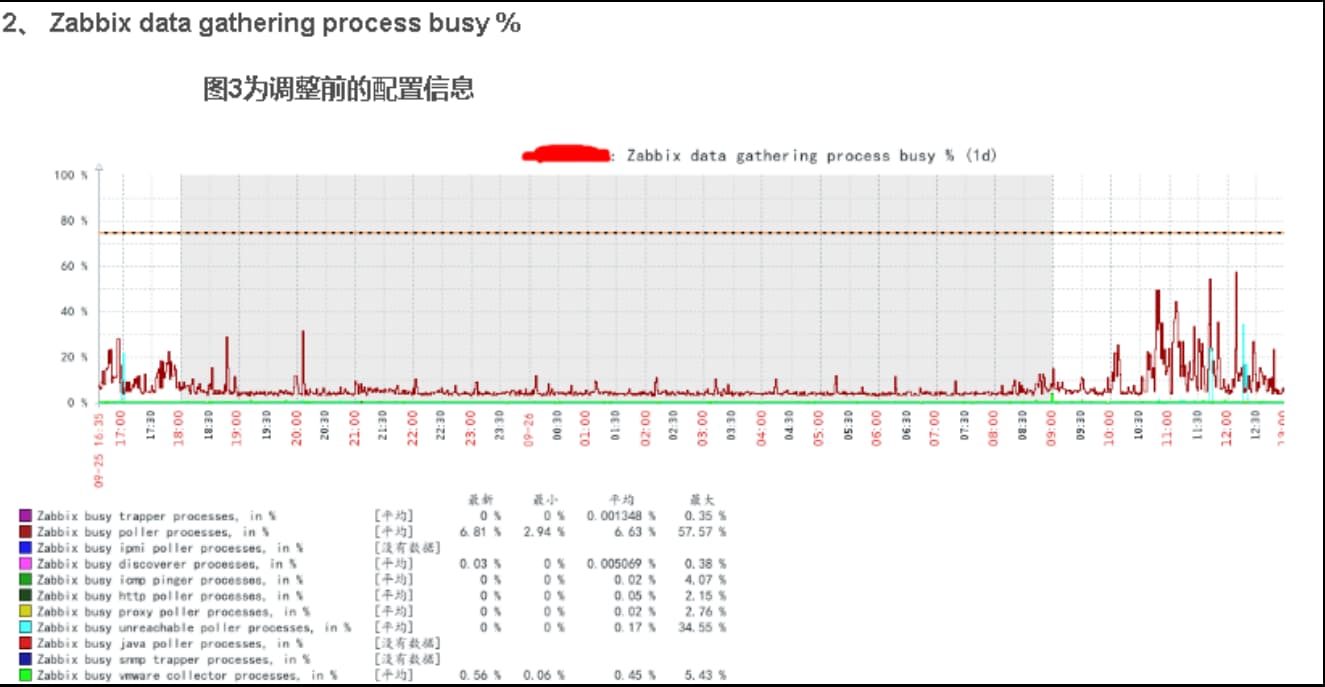 2、 Zabbix data gathering process busy %
图3为调整前的配置信息
: Zabbix data gathering process busy % (1d)
100 %
80 %
60 %
40 %
20 %
0 %
09-25 16:35 17:00 17:30 18:00 18:30 19:00 19:30 20:00 20:30 21:00 21:30 22:00 22:30 23:00 23:30 09-26 00:30 01:00 01:30 02:00 02:30 03:00 03:30 04:00 04:30 05:00 05:30 06:00 06:30 07:00 07:30 08:00 08:30 09:00 09:30 10:00 10:30 11:00 11:30 12:00 12:30
最新 最小 平均 最大
Zabbix busy trapper processes, in % [平均] 0 % 0 % 0.001348 % 0.35 %
Zabbix busy poller processes, in % [平均] 6.81 % 2.94 % 6.63 % 57.57 %
Zabbix busy ipmi poller processes, in % [没有数据]
Zabbix busy discoverer processes, in % [平均] 0.03 % 0 % 0.005069 % 0.38 %
Zabbix busy icmp pinger processes, in % [平均] 0 % 0 % 0.02 % 4.07 %
Zabbix busy http poller processes, in % [平均] 0 % 0 % 0.05 % 2.15 %
Zabbix busy proxy poller processes, in % [平均] 0 % 0 % 0.02 % 2.76 %
Zabbix busy unreachable poller processes, in % [平均] 0 % 0 % 0.17 % 34.55 %
Zabbix busy java poller processes, in % [没有数据]
Zabbix busy snmp trapper processes, in % [没有数据]
Zabbix busy vmware collector processes, in % [平均] 0.56 % 0.06 % 0.45 % 5.43 %